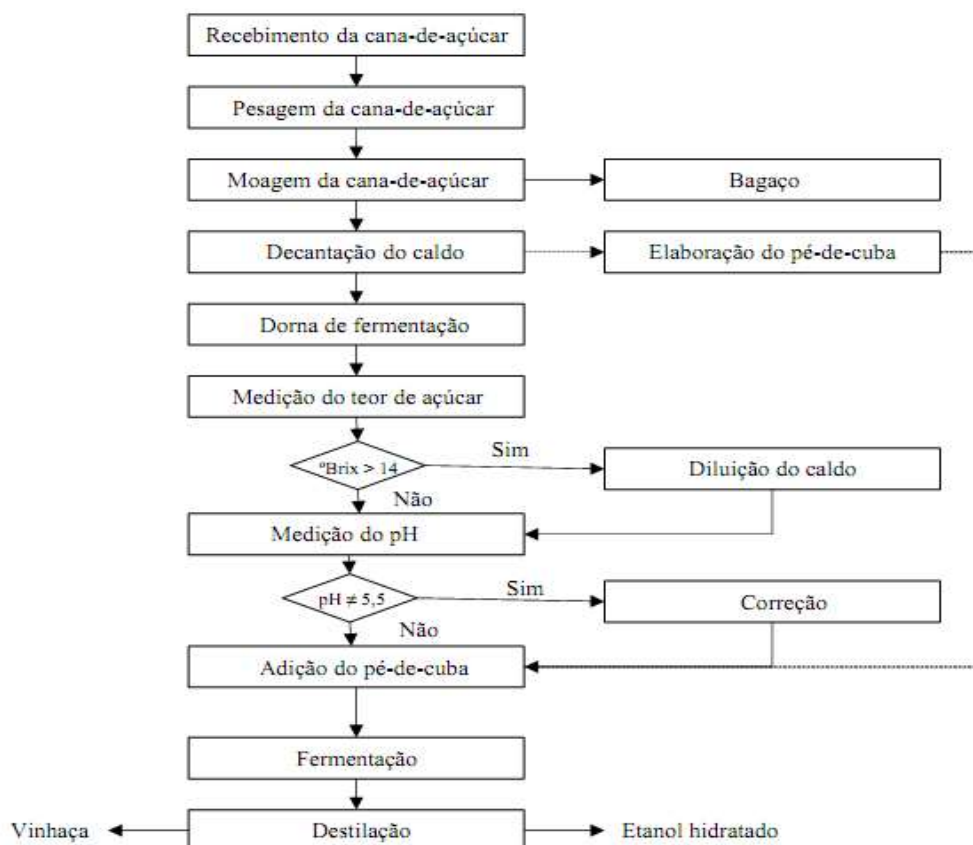 Recebimento da cana-de-açúcar
Pesagem da cana-de-açúcar
Moagem da cana-de-açúcar
Bagaço
Decantação do caldo
Elaboração do pé-de-cuba
Dorna de fermentação
Medição do teor de açúcar
ºBrix > 14
Sim
Diluição do caldo
Não
Medição do pH
pH ≠ 5,5
Sim
Correção
Não
Adição do pé-de-cuba
Fermentação
Vinhaça
Destilação
Etanol hidratado